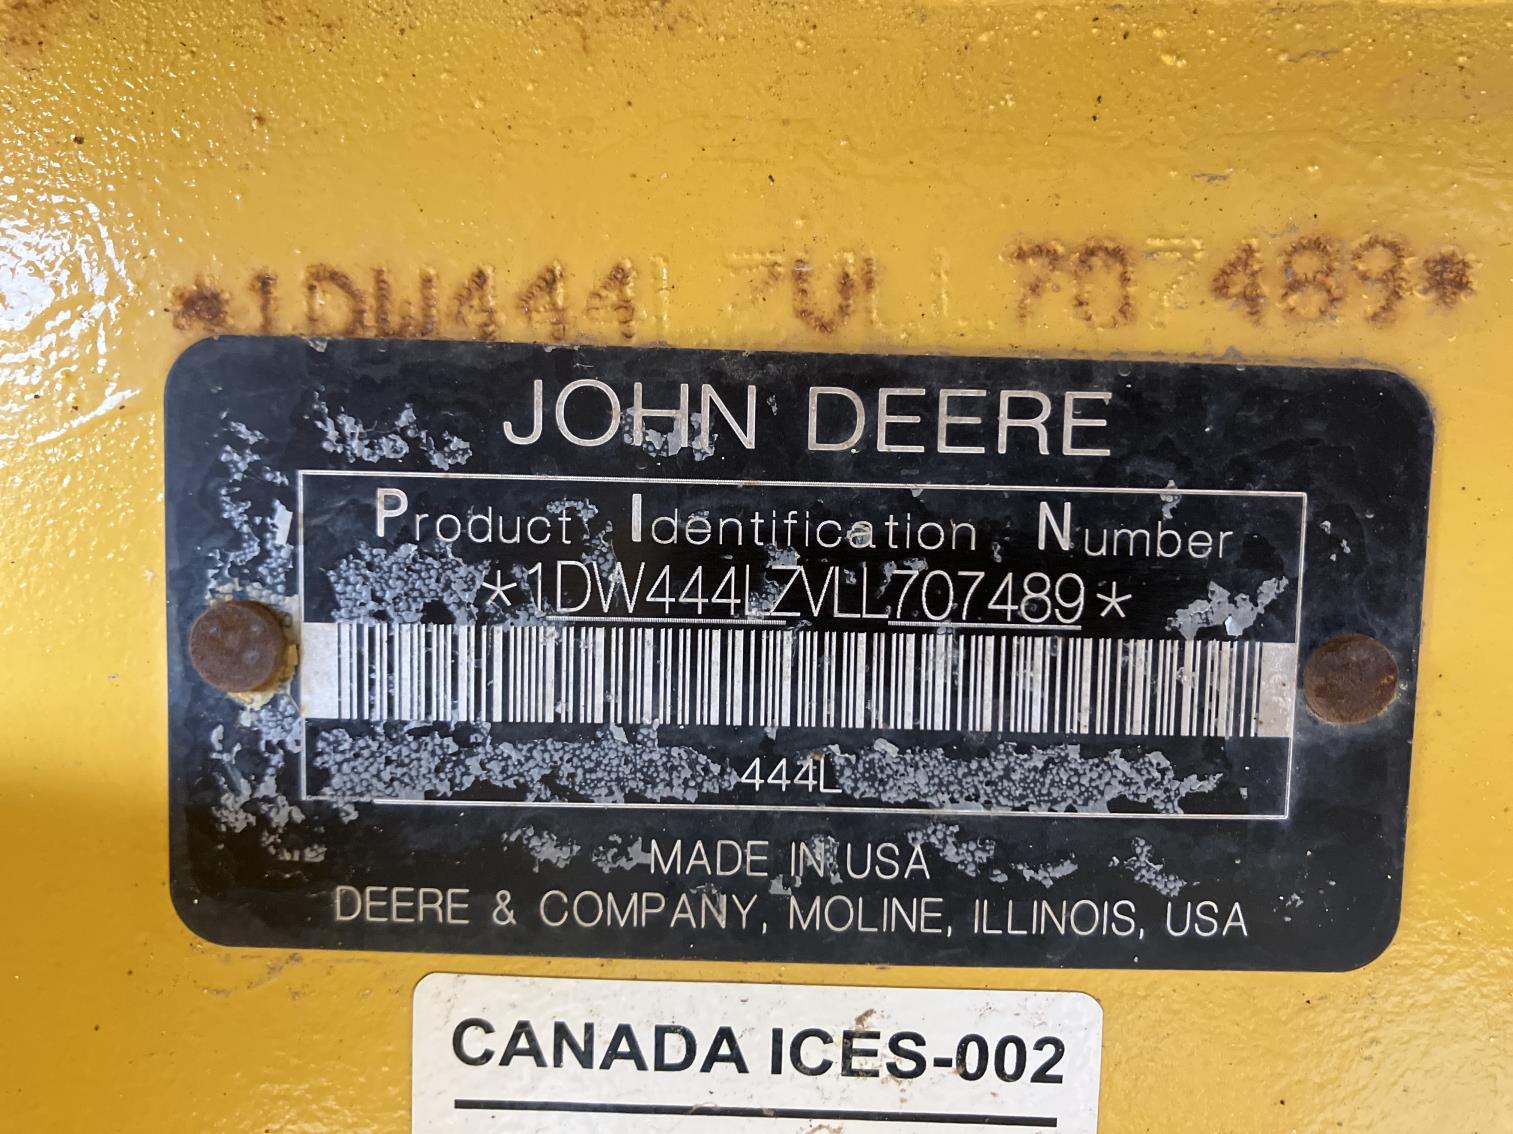 *1DW444LZVLL707489*
JOHN DEERE
Product Identification Number
*1DW444LZVLL707489*
444L
MADE IN USA
DEERE & COMPANY, MOLINE, ILLINOIS, USA
CANADA ICES-002